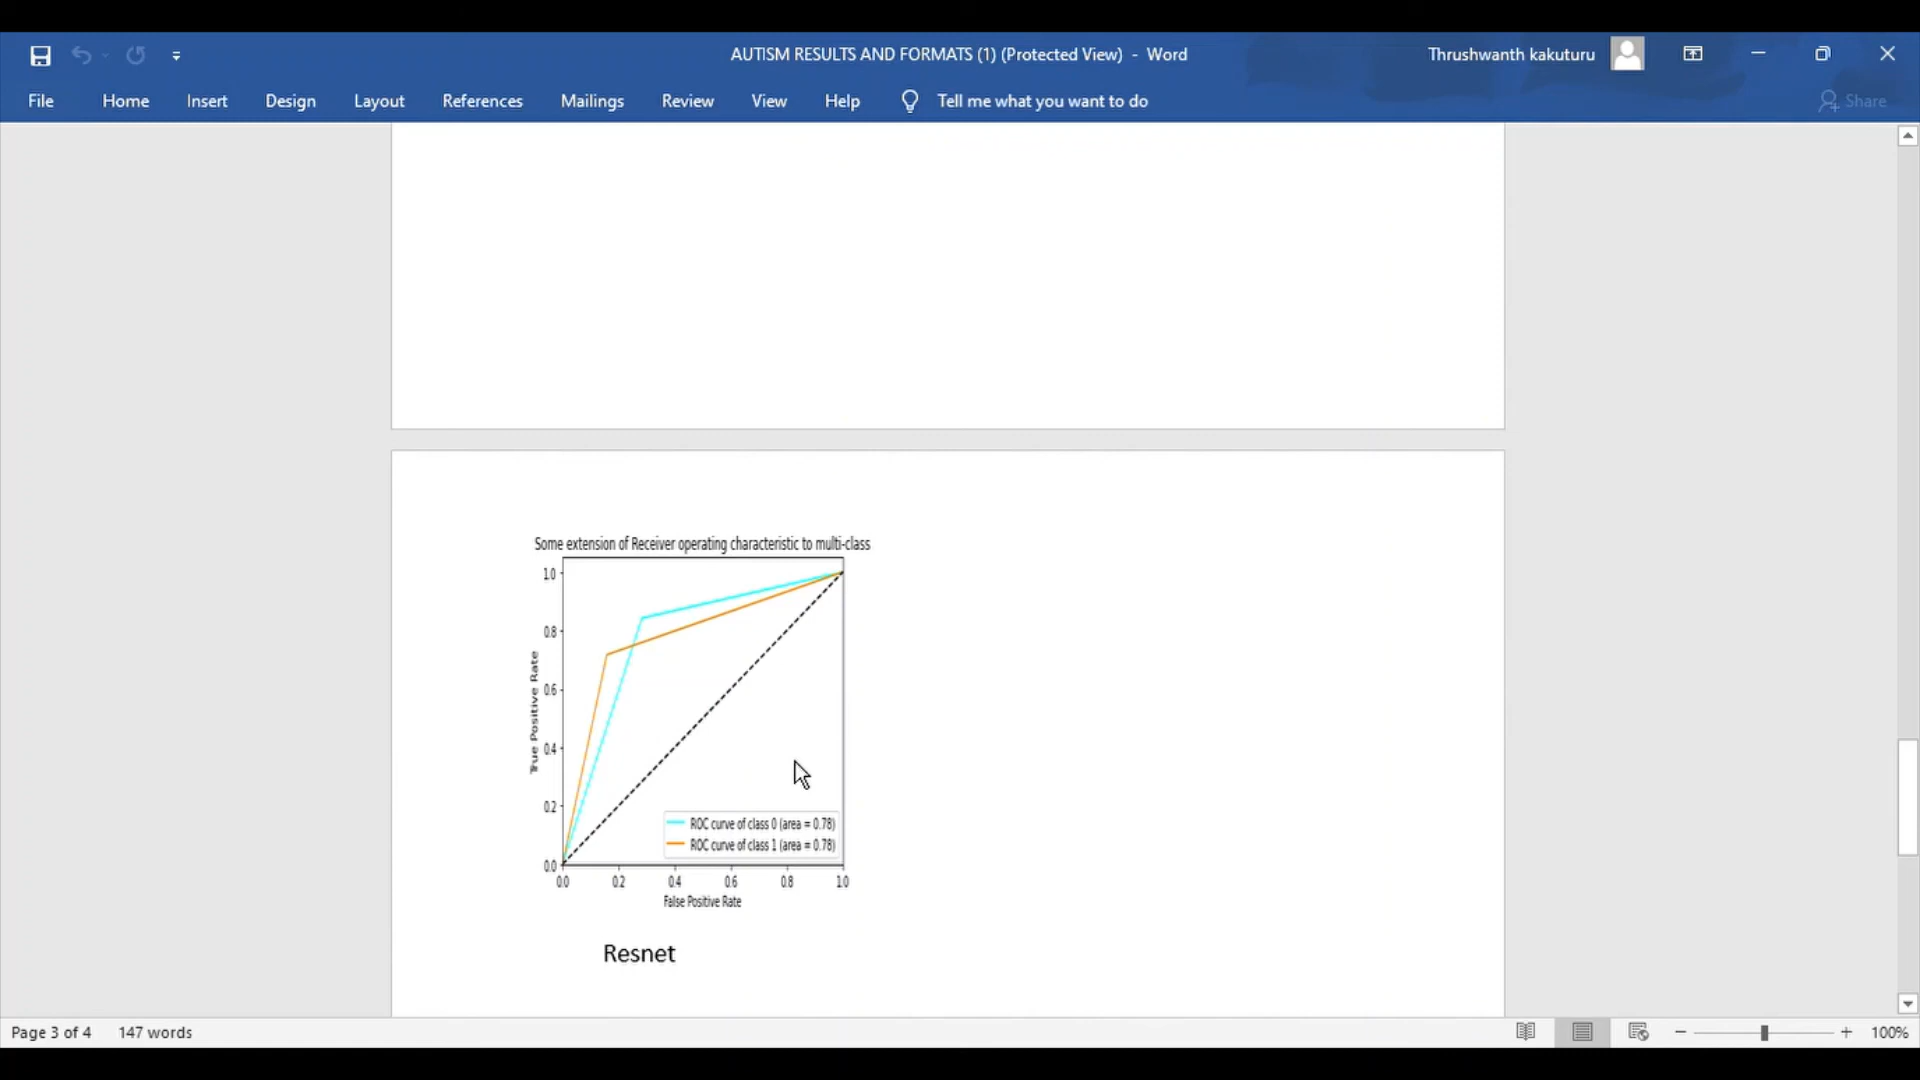 AUTISM RESULTS AND FORMATS (1) (Protected View) - Word
Thrushwanth kakuturu
File Home Insert Design Layout References Mailings Review View Help Tell me what you want to do Share
Some extension of Receiver operating characteristic to multi-class
1.0
0.8
0.6
0.4
0.2
0.0
True Positive Rate
ROC curve of class 0 (area = 0.78)
ROC curve of class 1 (area = 0.78)
0.0 0.2 0.4 0.6 0.8 1.0
False Positive Rate
Resnet
Page 3 of 4 147 words
100%